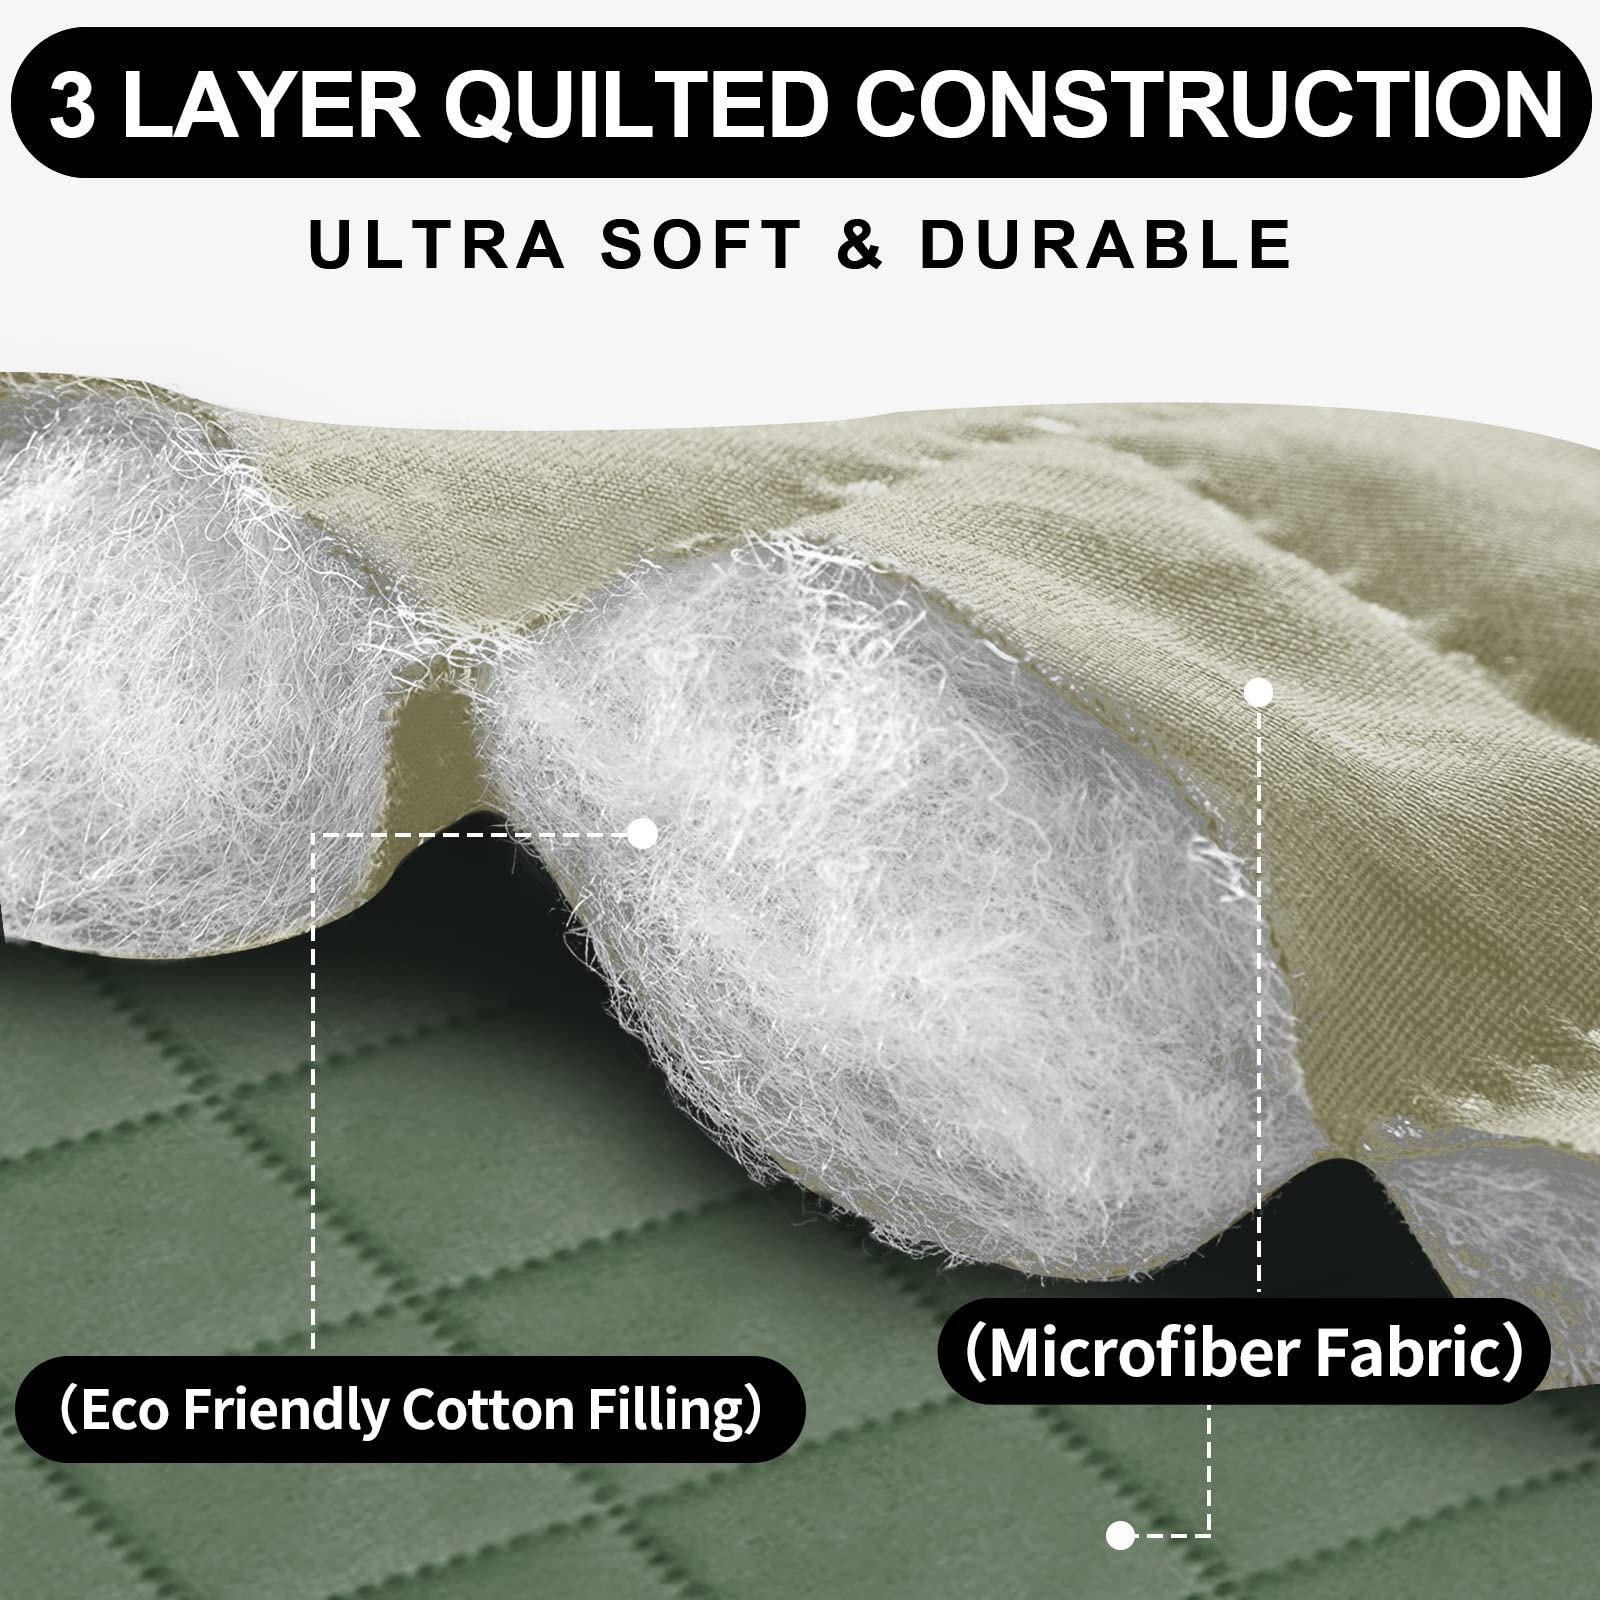 3 LAYER QUILTED CONSTRUCTION
ULTRA SOFT & DURABLE
(Microfiber Fabric)
(Eco Friendly Cotton Filling)